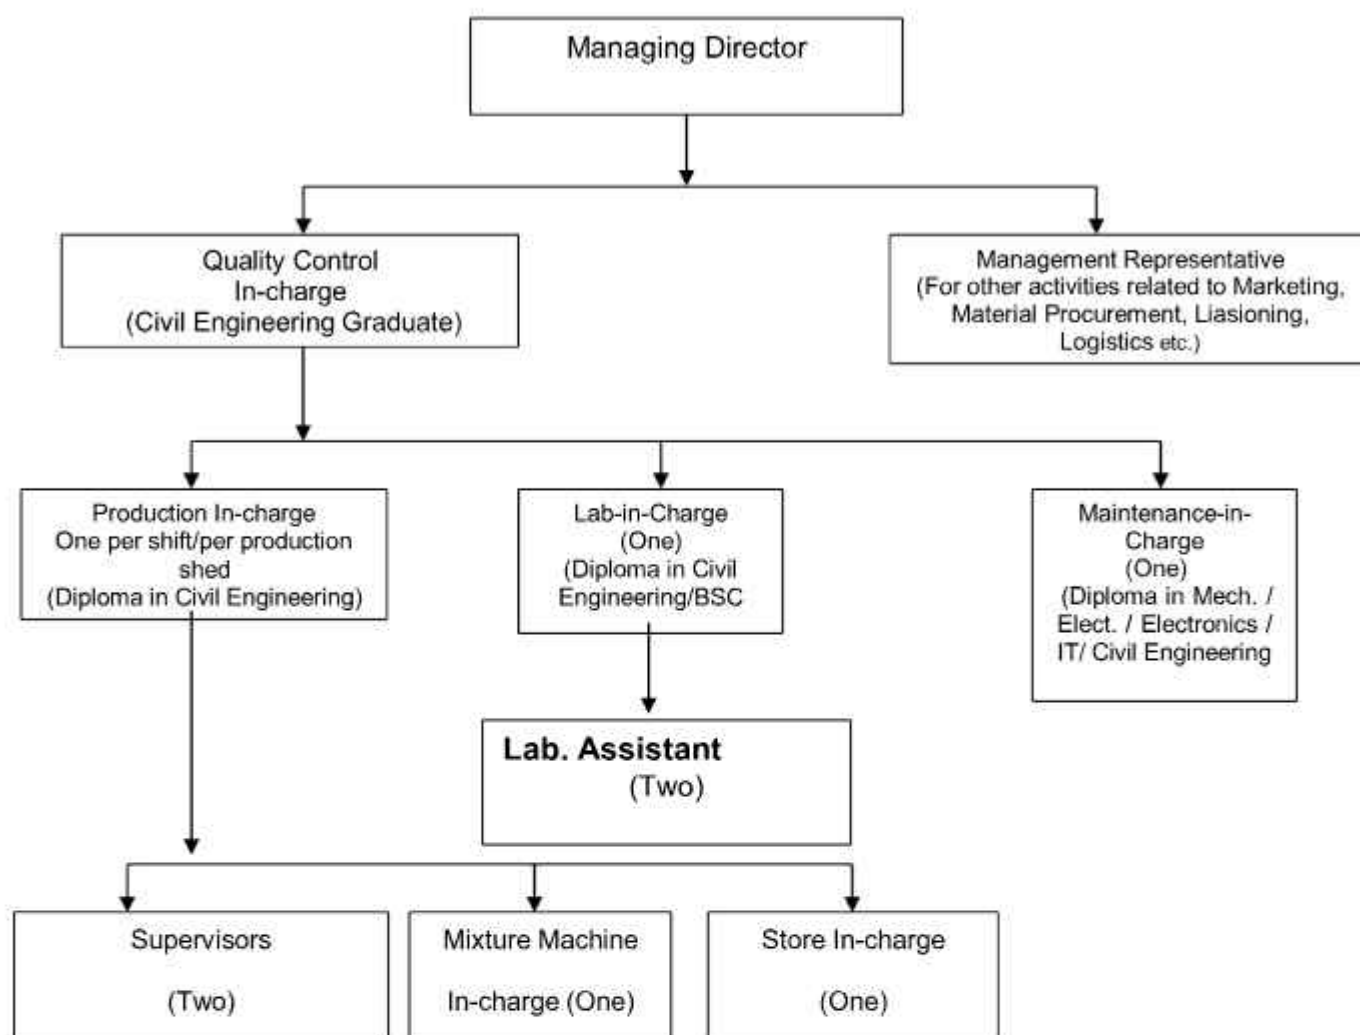 Managing Director
Quality Control
In-charge
(Civil Engineering Graduate)
Management Representative
(For other activities related to Marketing,
Material Procurement, Liasioning,
Logistics etc.)
Production In-charge
One per shift/per production
shed
(Diploma in Civil Engineering)
Lab-in-Charge
(One)
(Diploma in Civil
Engineering/BSC
Maintenance-in-
Charge
(One)
(Diploma in Mech. /
Elect. / Electronics /
IT/ Civil Engineering
Lab. Assistant
(Two)
Supervisors
(Two)
Mixture Machine
In-charge (One)
Store In-charge
(One)